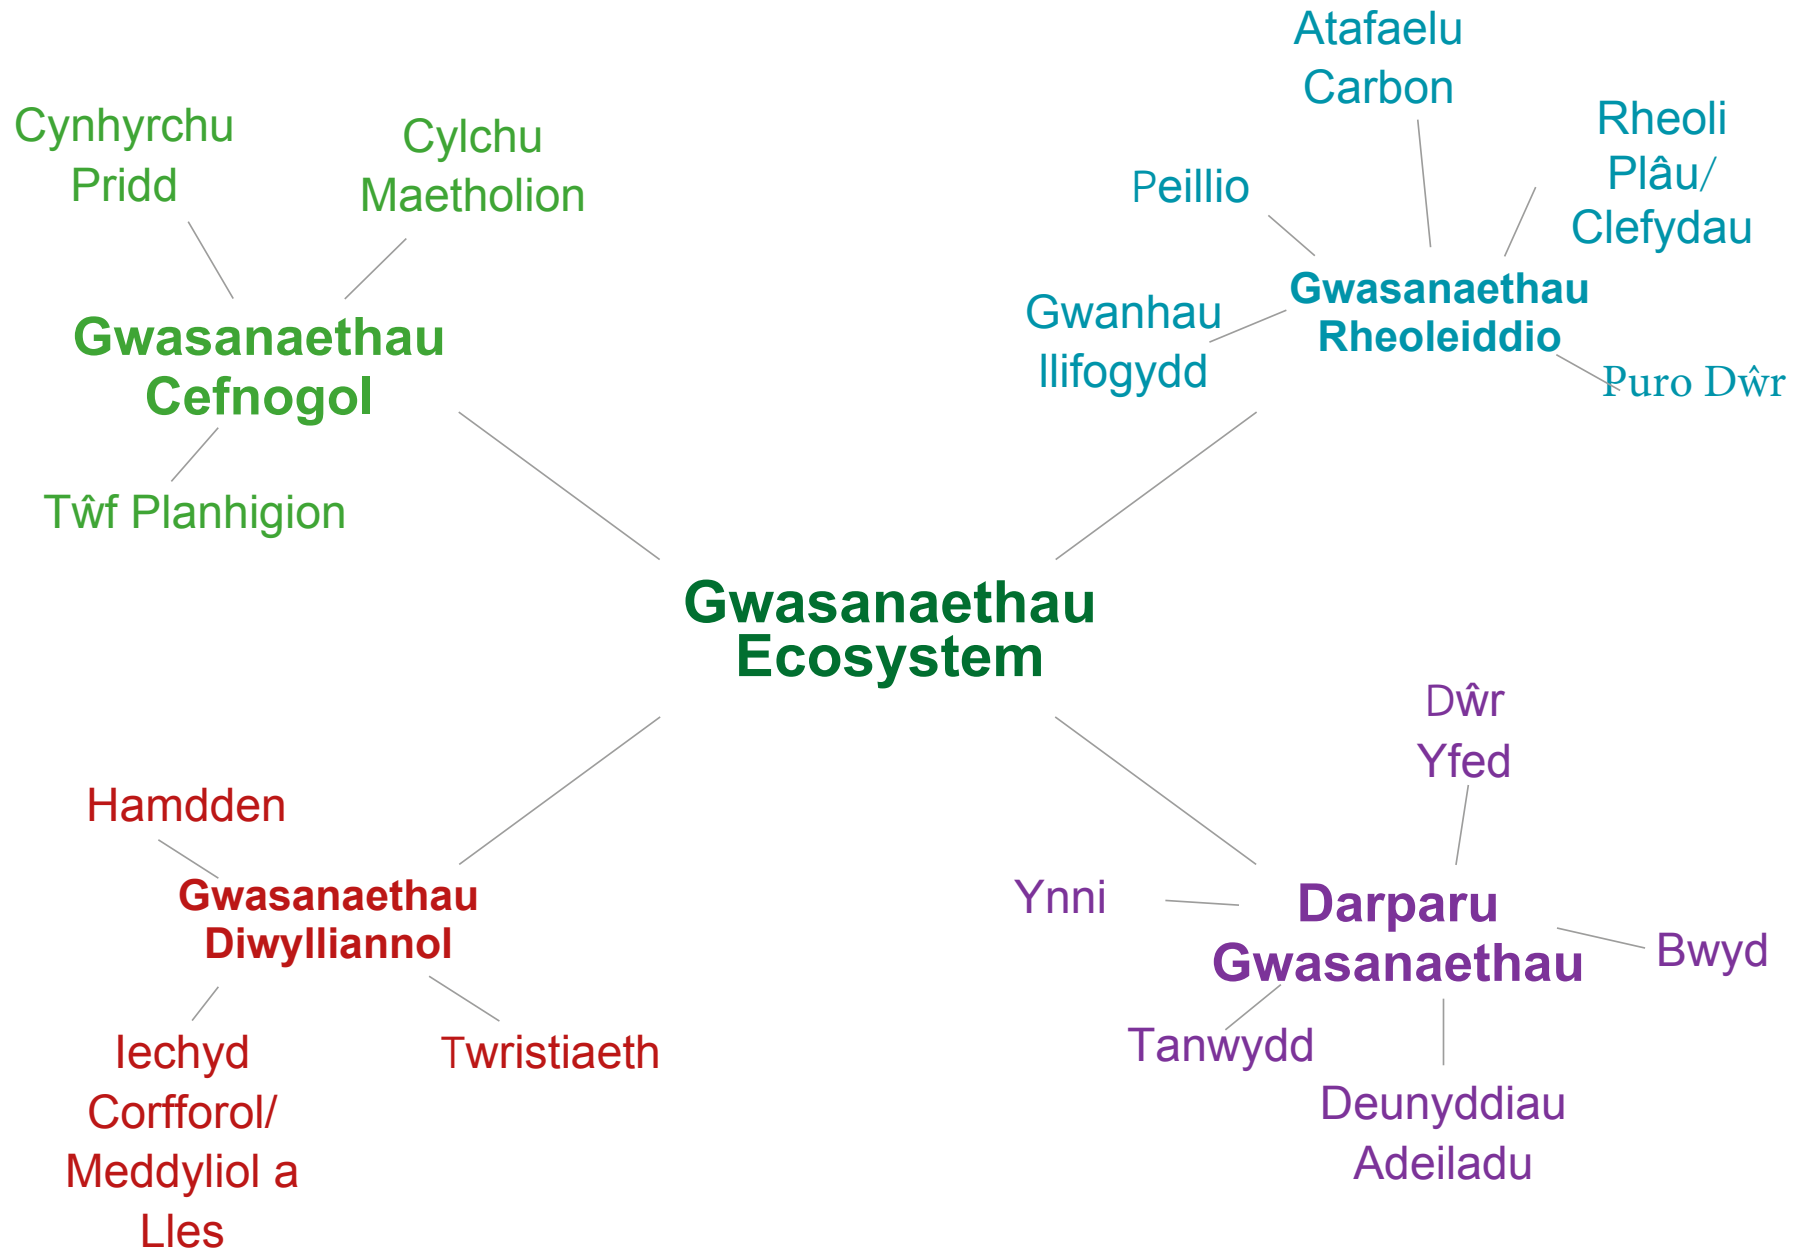 Cynhyrchu
Pridd
Cylchu
Maetholion
Gwasanaethau
Cefnogol
Tŵf Planhigion
Atafaelu
Carbon
Rheoli
Plâu/
Clefydau
Peillio
Gwanhau
llifogydd
Gwasanaethau
Rheoleiddio
Puro Dŵr
Gwasanaethau
Ecosystem
Hamdden
Gwasanaethau
Diwylliannol
Iechyd
Corfforol/
Meddyliol a
Lles
Twristiaeth
Dŵr
Yfed
Ynni
Darparu
Gwasanaethau
Bwyd
Tanwydd
Deunyddiau
Adeiladu